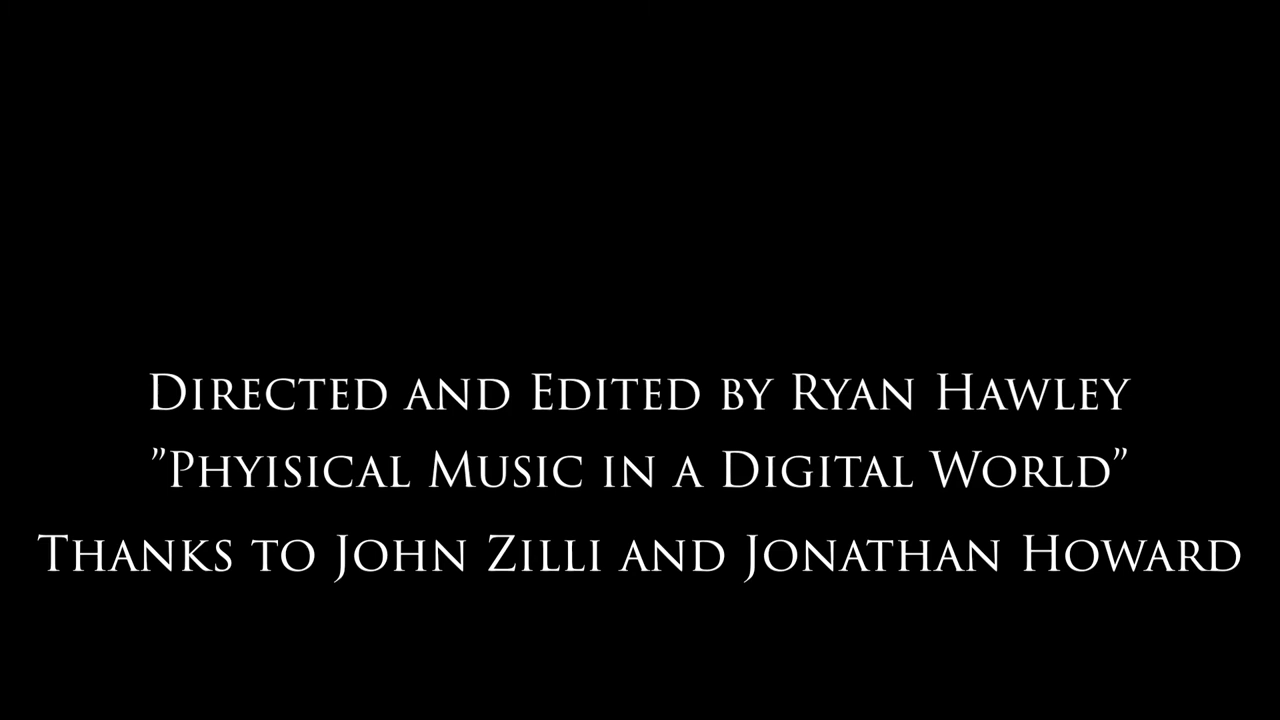 Directed and Edited by Ryan Hawley
”Phyisical Music in a Digital World”
Thanks to John Zilli and Jonathan Howard